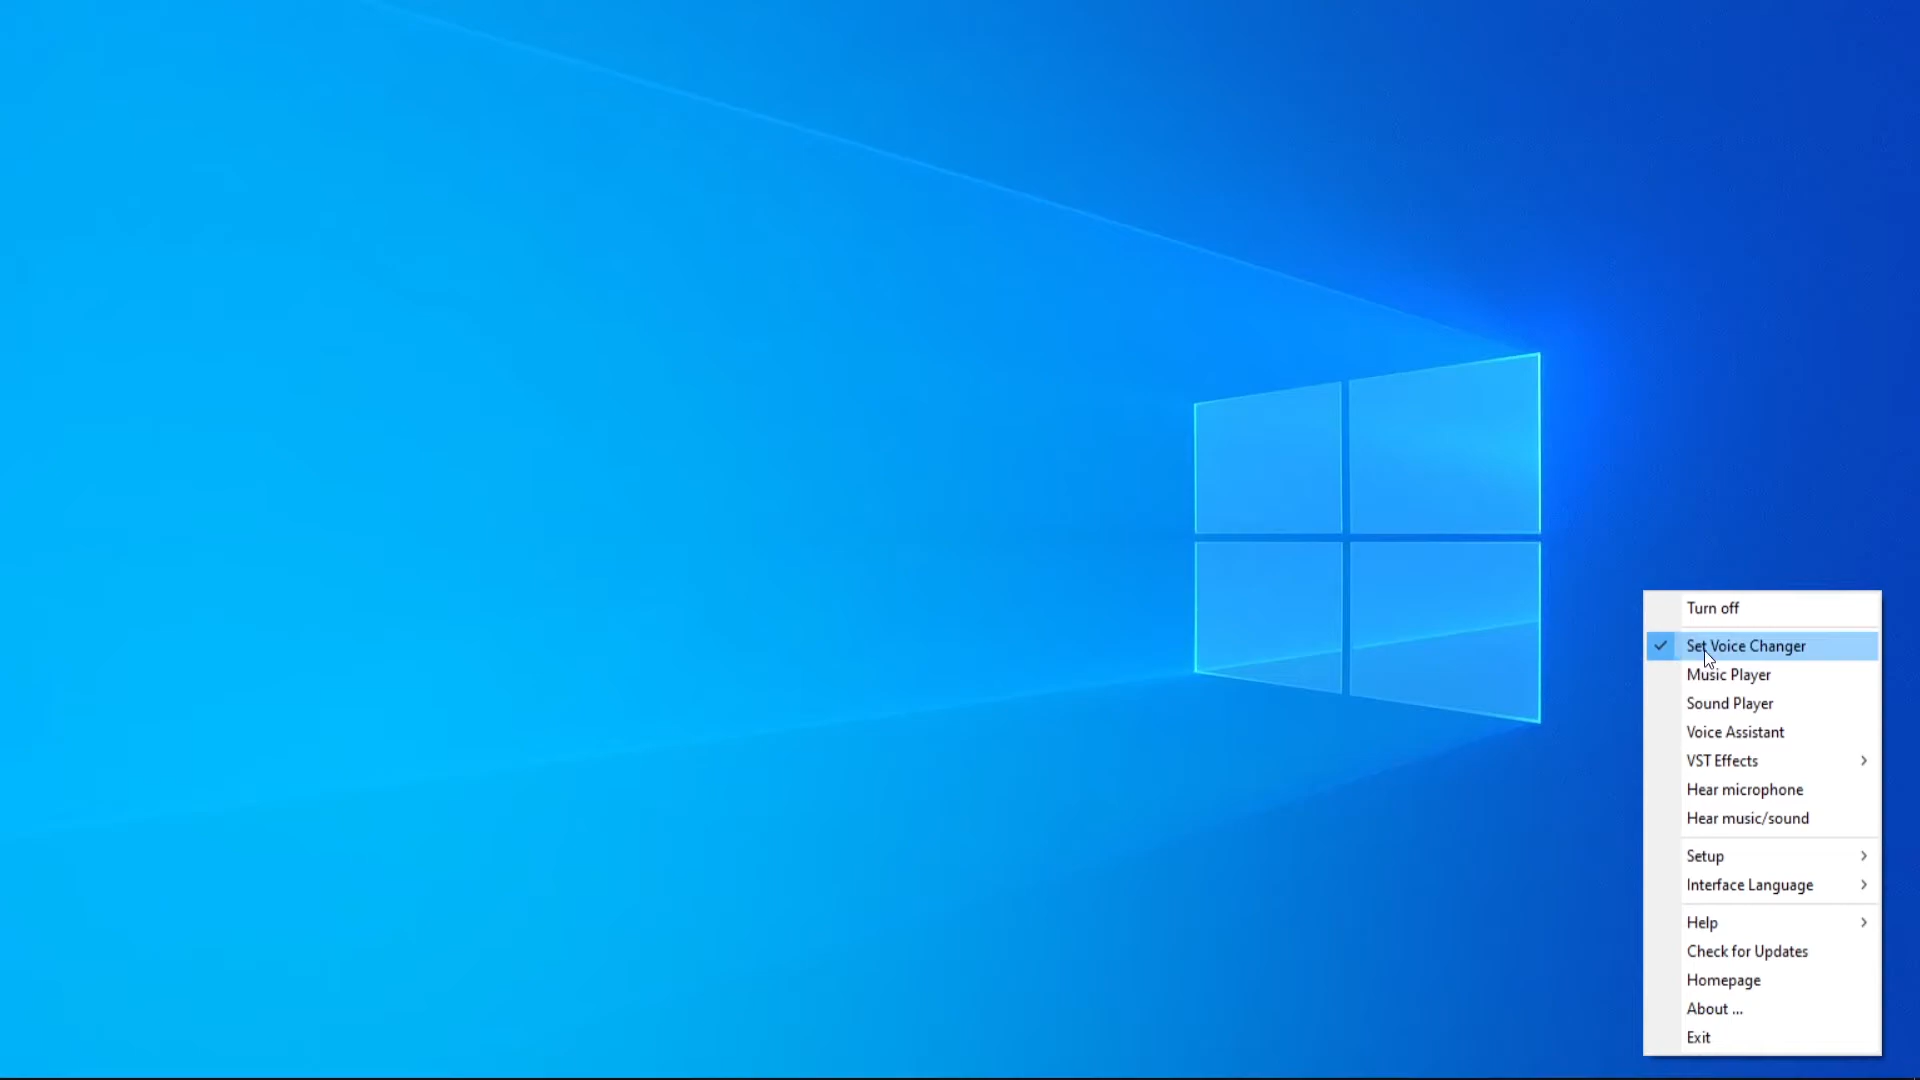 Turn off
Set Voice Changer
Music Player
Sound Player
Voice Assistant
VST Effects
Hear microphone
Hear music/sound
Setup
Interface Language
Help
Check for Updates
Homepage
About ...
Exit